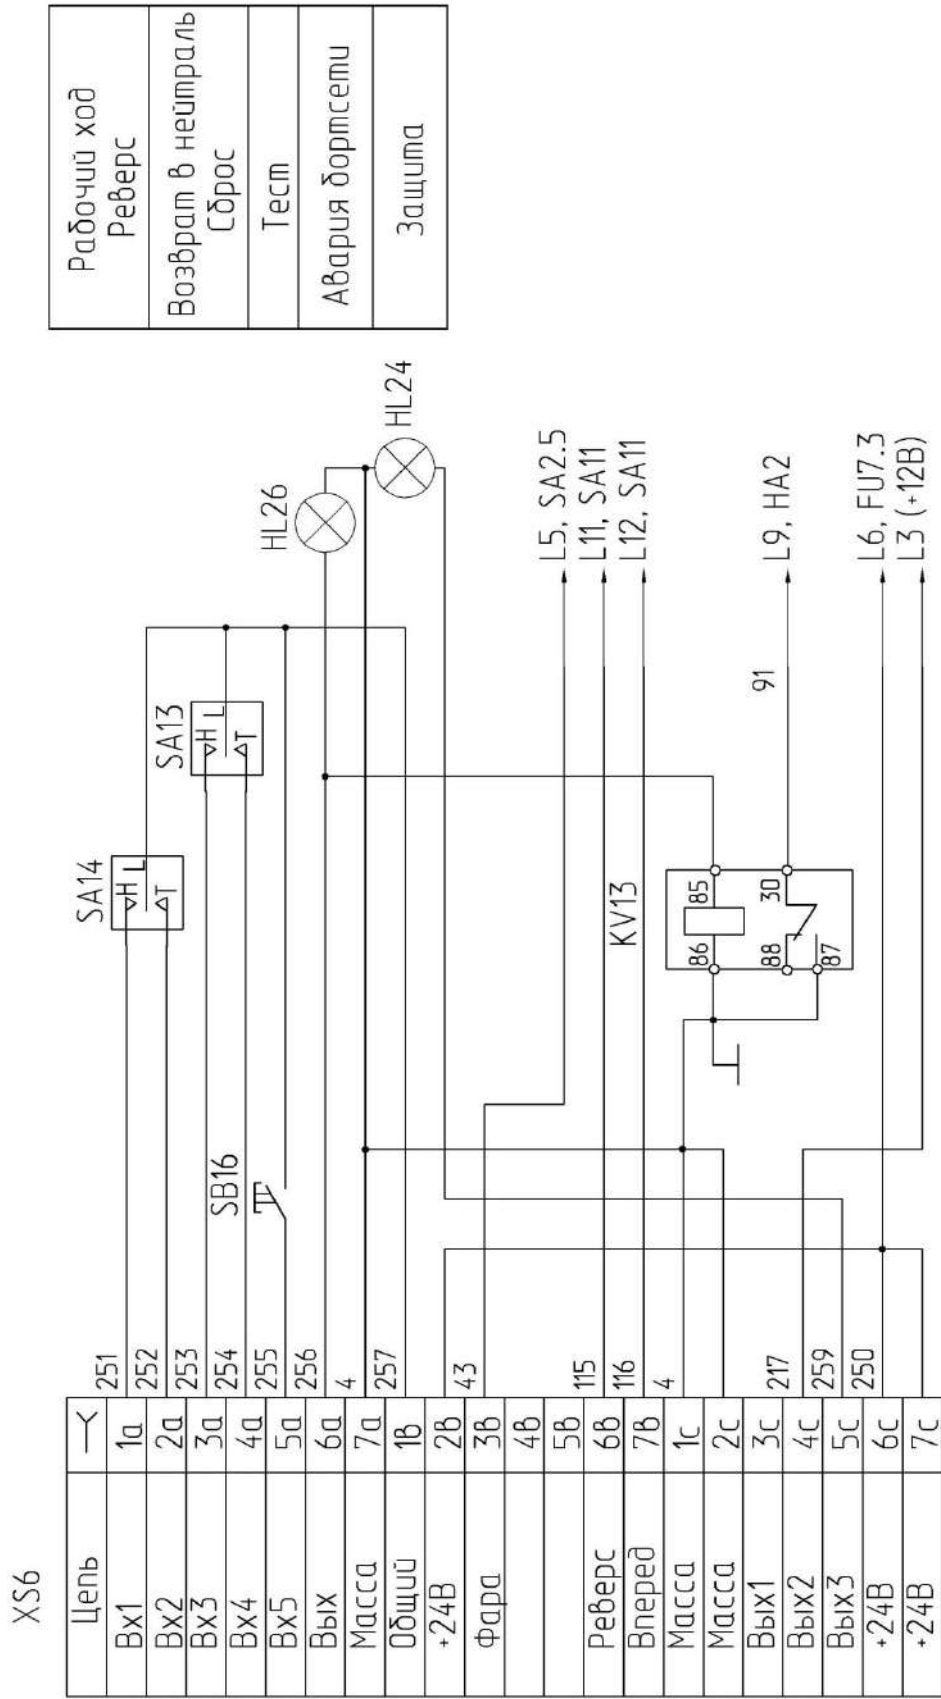 XS6
Цепь
Вх1 1а 251
Вх2 2а 252
Вх3 3а 253
Вх4 4а 254
Вх5 5а 255
Вых 6а 256
Масса 7а 4
Общий 1в 257
+24В 2в
Фара 3в 43
4в
5в
Реверс 6в 115
Вперед 7в 116
Масса 1с 4
Масса 2с
Вых1 3с
Вых2 4с 217
Вых3 5с 259
+24В 6с 250
+24В 7с
SA14
H L
T
SA13
H L
T
SB16
HL26
HL24
L5, SA2.5
L11, SA11
L12, SA11
KV13
86 85
88 30
87
91
L9, HA2
L6, FU7.3
L3 (+12В)
Рабочий ход
Реверс
Возврат в нейтраль
Сброс
Тест
Авария бортсети
Защита